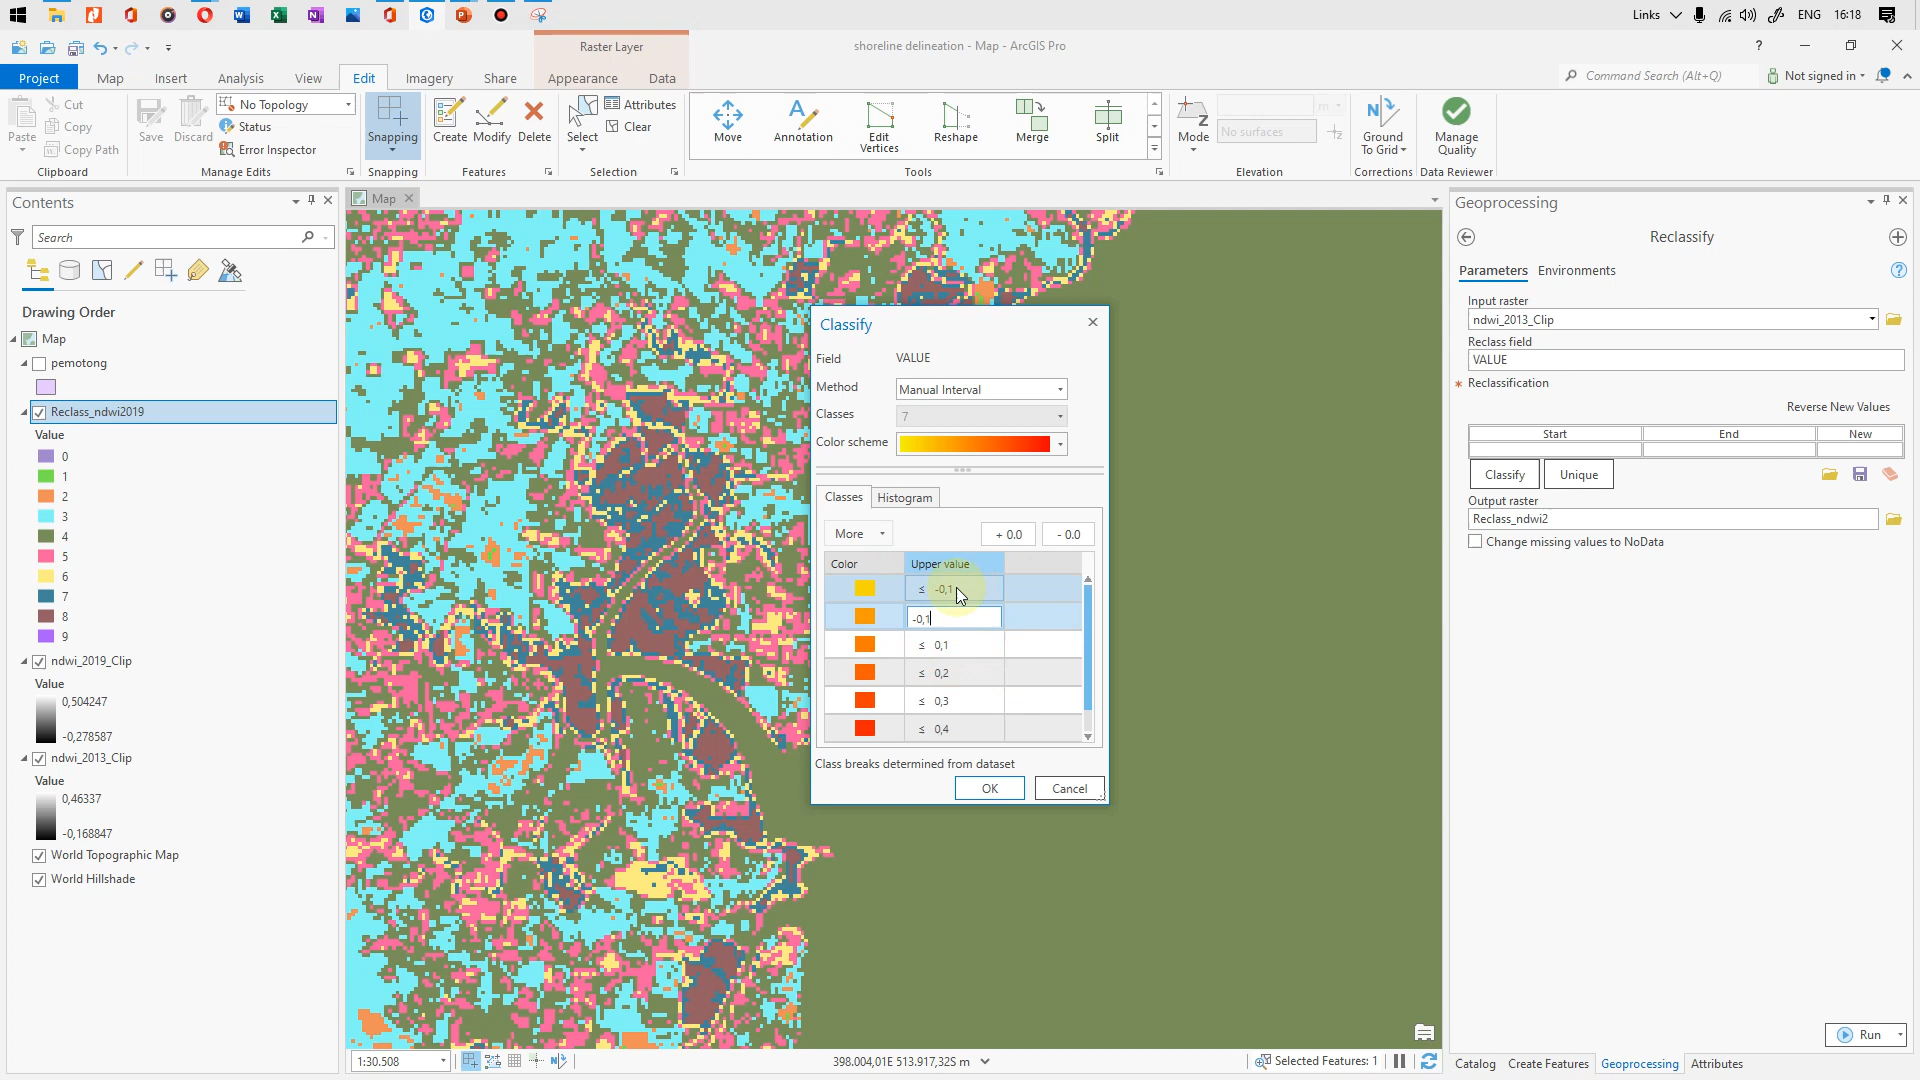 Links
ENG
16:18
Raster Layer
shoreline delineation - Map - ArcGIS Pro
?
Project
Map
Insert
Analysis
View
Edit
Imagery
Share
Appearance
Data
Command Search (Alt+Q)
Not signed in
Paste
Cut
Copy
Copy Path
Clipboard
Save
Discard
No Topology
Status
Error Inspector
Manage Edits
Snapping
Snapping
Create
Modify
Delete
Features
Select
Attributes
Clear
Selection
Move
Annotation
Edit
Vertices
Reshape
Merge
Split
Tools
Mode
m
No surfaces
Elevation
Ground
To Grid
Corrections
Manage
Quality
Data Reviewer
Contents
Search
Drawing Order
Map
pemotong
Reclass_ndwi2019
Value
0
1
2
3
4
5
6
7
8
9
ndwi_2019_Clip
Value
0,504247
-0,278587
ndwi_2013_Clip
Value
0,46337
-0,168847
World Topographic Map
World Hillshade
Map
Classify
Field
VALUE
Method
Manual Interval
Classes
7
Color scheme
Classes
Histogram
More
+ 0.0
- 0.0
Color
Upper value
≤ -0,1
-0,1
≤ 0,1
≤ 0,2
≤ 0,3
≤ 0,4
Class breaks determined from dataset
OK
Cancel
1:30.508
398.004,01E 513.917,32S m
Selected Features: 1
Geoprocessing
Reclassify
Parameters
Environments
?
Input raster
ndwi_2013_Clip
Reclass field
VALUE
* Reclassification
Reverse New Values
Start
End
New
Classify
Unique
Output raster
Reclass_ndwi2
Change missing values to NoData
Run
Catalog
Create Features
Geoprocessing
Attributes